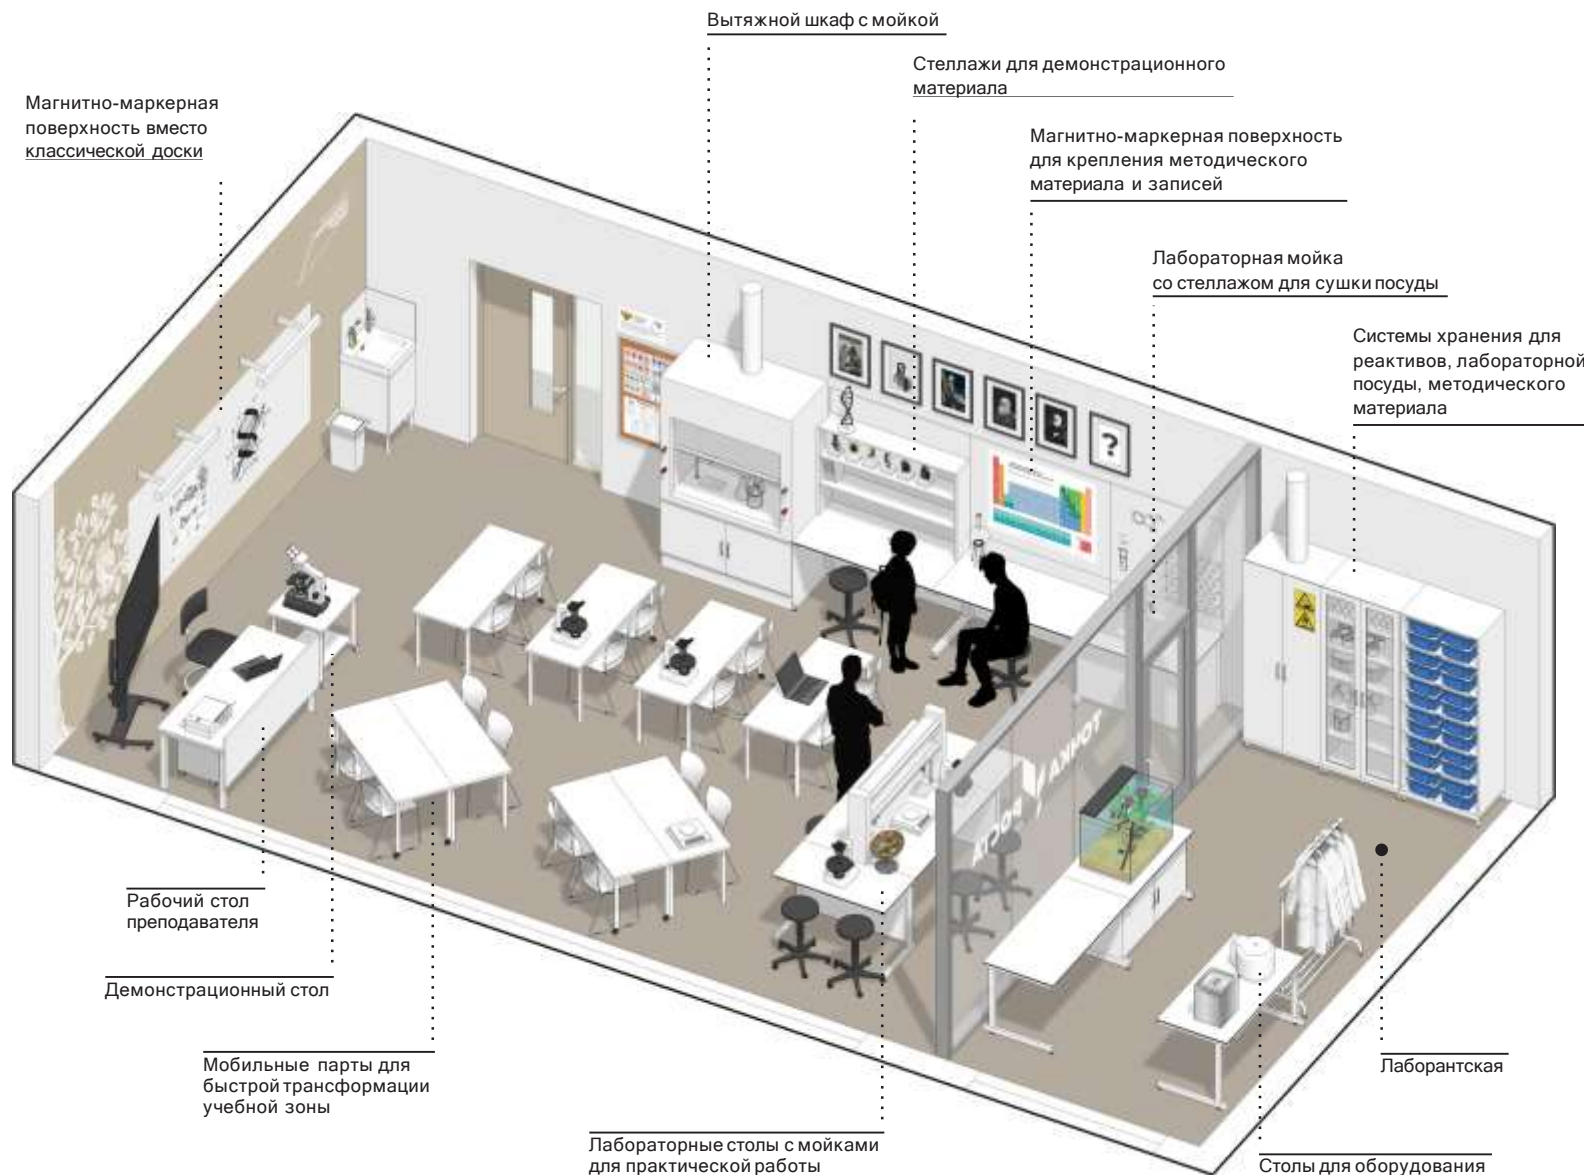 Вытяжной шкаф с мойкой
Стеллажи для демонстрационного
материала
Магнитно-маркерная
поверхность вместо
классической доски
Магнитно-маркерная поверхность
для крепления методического
материала и записей
Лабораторная мойка
со стеллажом для сушки посуды
Системы хранения для
реактивов, лабораторной
посуды, методического
материала
?
ТОЧКА РОСТА
Рабочий стол
преподавателя
Демонстрационный стол
Мобильные парты для
быстрой трансформации
учебной зоны
Лабораторные столы с мойками
для практической работы
Лаборантская
Столы для оборудования